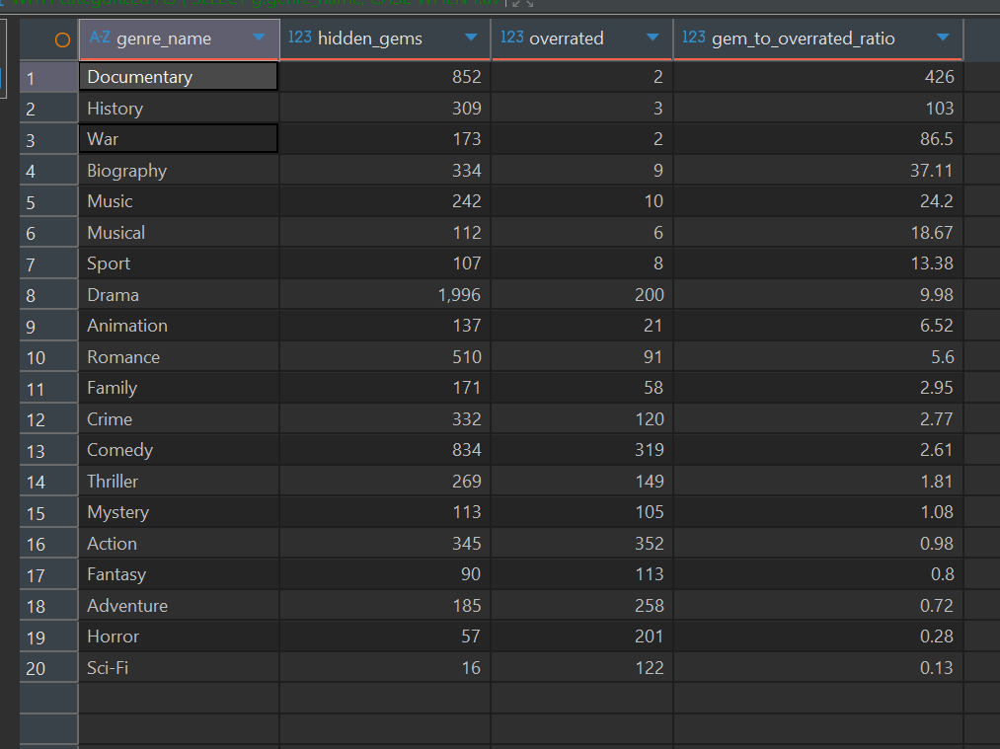 A-Z genre_name 123 hidden_gems 123 overrated 123 gem_to_overrated_ratio
1 Documentary 852 2 426
2 History 309 3 103
3 War 173 2 86.5
4 Biography 334 9 37.11
5 Music 242 10 24.2
6 Musical 112 6 18.67
7 Sport 107 8 13.38
8 Drama 1,996 200 9.98
9 Animation 137 21 6.52
10 Romance 510 91 5.6
11 Family 171 58 2.95
12 Crime 332 120 2.77
13 Comedy 834 319 2.61
14 Thriller 269 149 1.81
15 Mystery 113 105 1.08
16 Action 345 352 0.98
17 Fantasy 90 113 0.8
18 Adventure 185 258 0.72
19 Horror 57 201 0.28
20 Sci-Fi 16 122 0.13